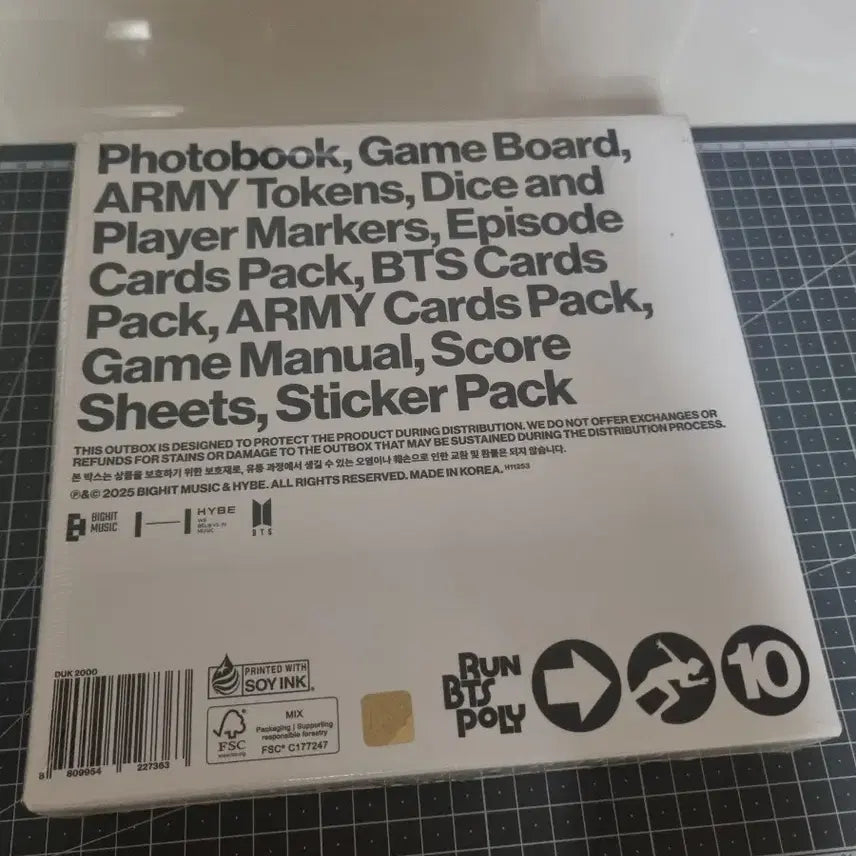 Photobook, Game Board,
ARMY Tokens, Dice and
Player Markers, Episode
Cards Pack, BTS Cards
Pack, ARMY Cards Pack,
Game Manual, Score
Sheets, Sticker Pack
THIS OUTBOX IS DESIGNED TO PROTECT THE PRODUCT DURING DISTRIBUTION. WE DO NOT OFFER EXCHANGES OR
REFUNDS FOR STAINS OR DAMAGE TO THE OUTBOX THAT MAY BE SUSTAINED DURING THE DISTRIBUTION PROCESS.
본 박스는 상품을 보호하기 위한 보호재로, 유통 과정에서 생길 수 있는 오염이나 훼손으로 인한 교환 및 환불은 되지 않습니다.
℗&© 2025 BIGHIT MUSIC & HYBE. ALL RIGHTS RESERVED. MADE IN KOREA. H11253
BIGHIT
MUSIC
HYBE
WE
BELIEVE IN
MUSIC
BTS
DUK 2000
8 809954 227363
PRINTED WITH
SOY INK
FSC
MIX
Packaging | Supporting
responsible forestry
FSC® C177247
RUN
BTS
POLY
10